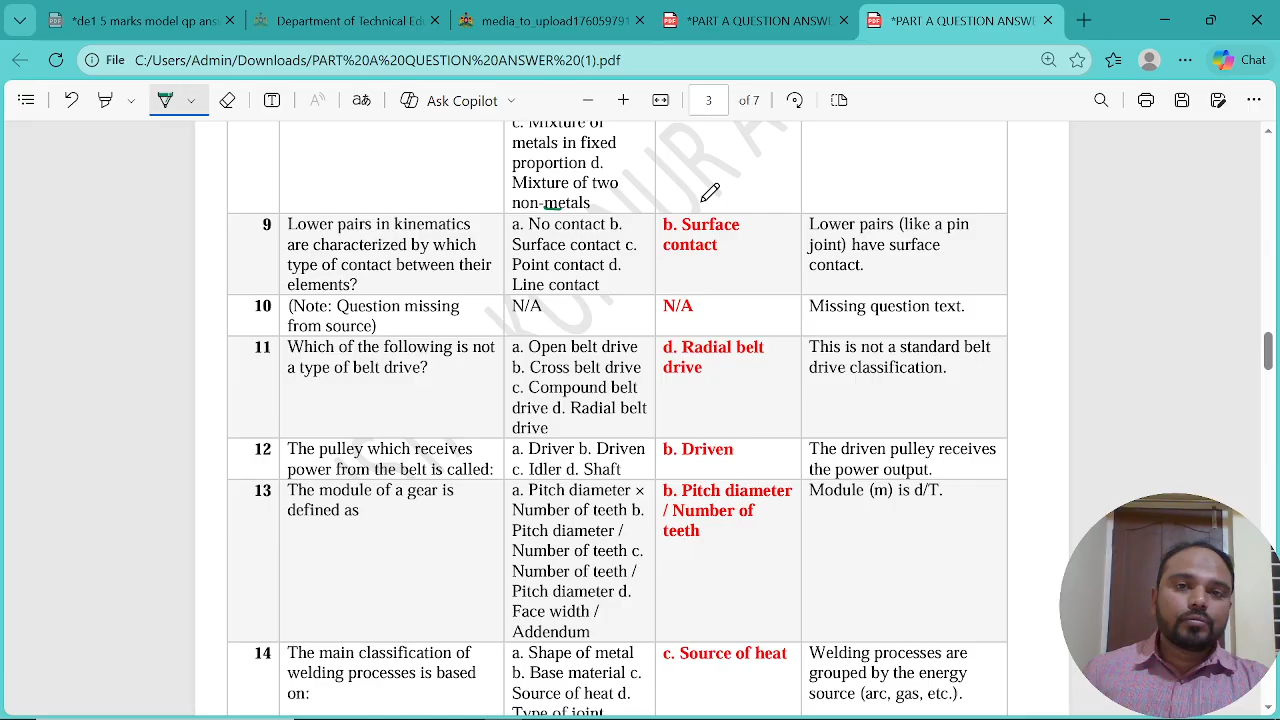 *de1 5 marks model qp ans
Department of Technical Ed
media_to_upload176059791
*PART A QUESTION ANSWE
*PART A QUESTION ANSWE
File
C:/Users/Admin/Downloads/PART%20A%20QUESTION%20ANSWER%20(1).pdf
Chat
Ask Copilot
3
of 7
c. Mixture of
metals in fixed
proportion d.
Mixture of two
non-metals
9
Lower pairs in kinematics
are characterized by which
type of contact between their
elements?
a. No contact b.
Surface contact c.
Point contact d.
Line contact
b. Surface
contact
Lower pairs (like a pin
joint) have surface
contact.
10
(Note: Question missing
from source)
N/A
N/A
Missing question text.
11
Which of the following is not
a type of belt drive?
a. Open belt drive
b. Cross belt drive
c. Compound belt
drive d. Radial belt
drive
d. Radial belt
drive
This is not a standard belt
drive classification.
12
The pulley which receives
power from the belt is called:
a. Driver b. Driven
c. Idler d. Shaft
b. Driven
The driven pulley receives
the power output.
13
The module of a gear is
defined as
a. Pitch diameter ×
Number of teeth b.
Pitch diameter /
Number of teeth c.
Number of teeth /
Pitch diameter d.
Face width /
Addendum
b. Pitch diameter
/ Number of
teeth
Module (m) is d/T.
14
The main classification of
welding processes is based
on:
a. Shape of metal
b. Base material c.
Source of heat d.
Type of joint
c. Source of heat
Welding processes are
grouped by the energy
source (arc, gas, etc.).